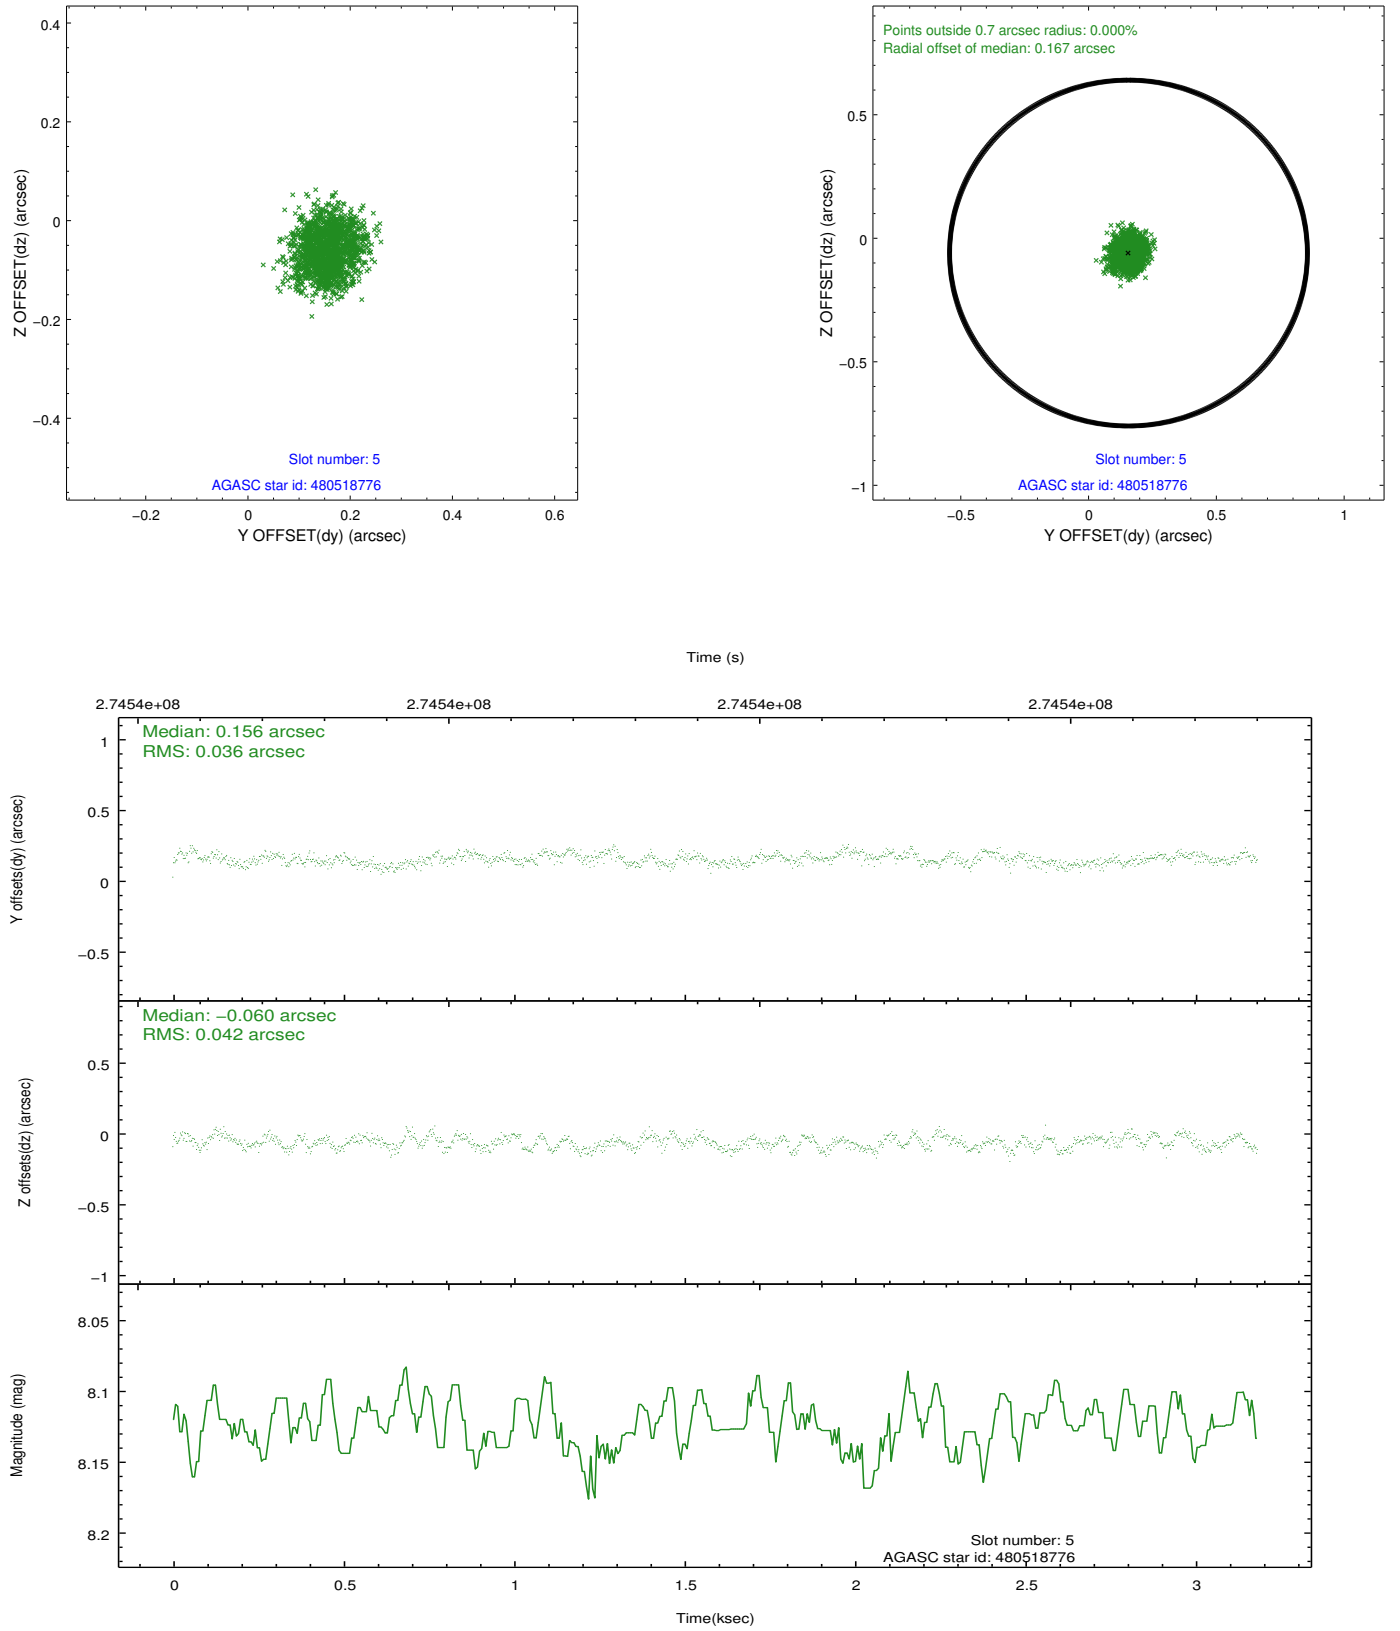 0.4
0.2
0
−0.2
−0.4
Z OFFSET(dz) (arcsec)
Slot number: 5
AGASC star id: 480518776
−0.2 0 0.2 0.4 0.6
Y OFFSET(dy) (arcsec)
Points outside 0.7 arcsec radius: 0.000%
Radial offset of median: 0.167 arcsec
0.5
0
−0.5
−1
Z OFFSET(dz) (arcsec)
Slot number: 5
AGASC star id: 480518776
−0.5 0 0.5 1
Y OFFSET(dy) (arcsec)
Time (s)
2.7454e+08 2.7454e+08 2.7454e+08 2.7454e+08
Median: 0.156 arcsec
RMS: 0.036 arcsec
1
0.5
0
−0.5
Y offsets(dy) (arcsec)
Median: −0.060 arcsec
RMS: 0.042 arcsec
0.5
0
−0.5
−1
Z offsets(dz) (arcsec)
8.05
8.1
8.15
8.2
Magnitude (mag)
Slot number: 5
AGASC star id: 480518776
0 0.5 1 1.5 2 2.5 3
Time(ksec)